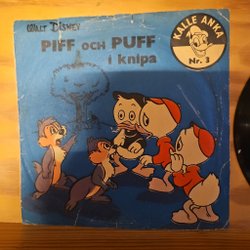 WALT DISNEY
PIFF OCH PUFF
i knipa
KALLE ANKA
Nr. 3